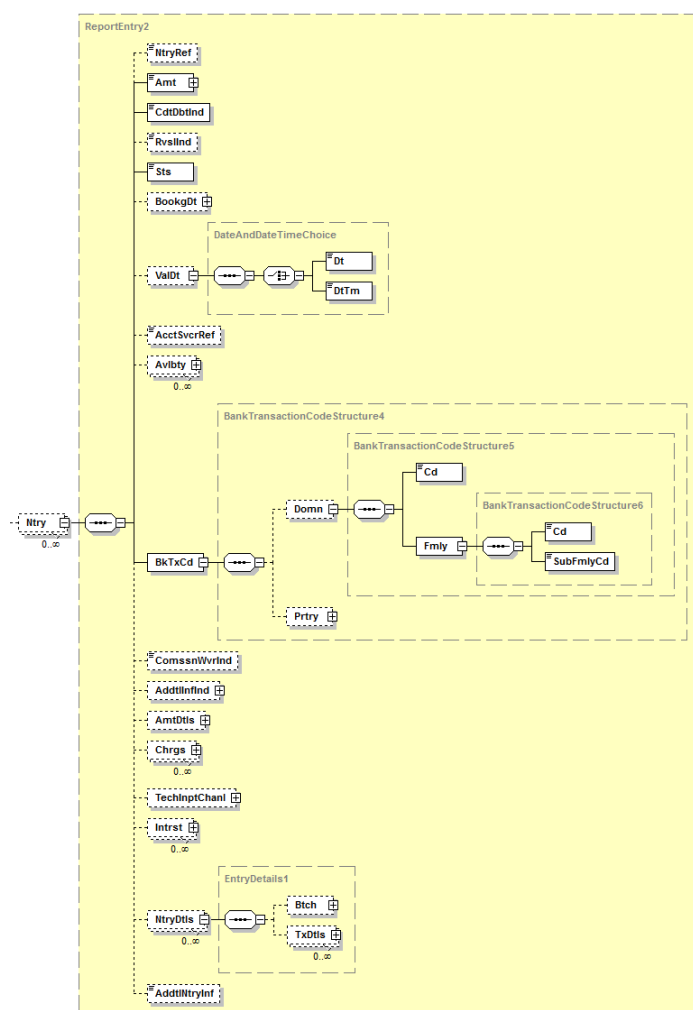 ReportEntry2
NtryRef
Amt
CdtDbtInd
RvslInd
Sts
BookgDt
DateAndDateTimeChoice
Dt
ValDt
DtTm
AcctSvcrRef
Avlbty
0..∞
BankTransactionCodeStructure4
BankTransactionCodeStructure5
Cd
BankTransactionCodeStructure6
Domn
Ntry
0..∞
Cd
Fmly
SubFmlyCd
BkTxCd
Prtry
ComssnWvrInd
AddtlInfInd
AmtDtls
Chrgs
0..∞
TechInptChanl
Intrst
0..∞
EntryDetails1
Btch
NtryDtls
0..∞
TxDtls
0..∞
AddtlNtryInf